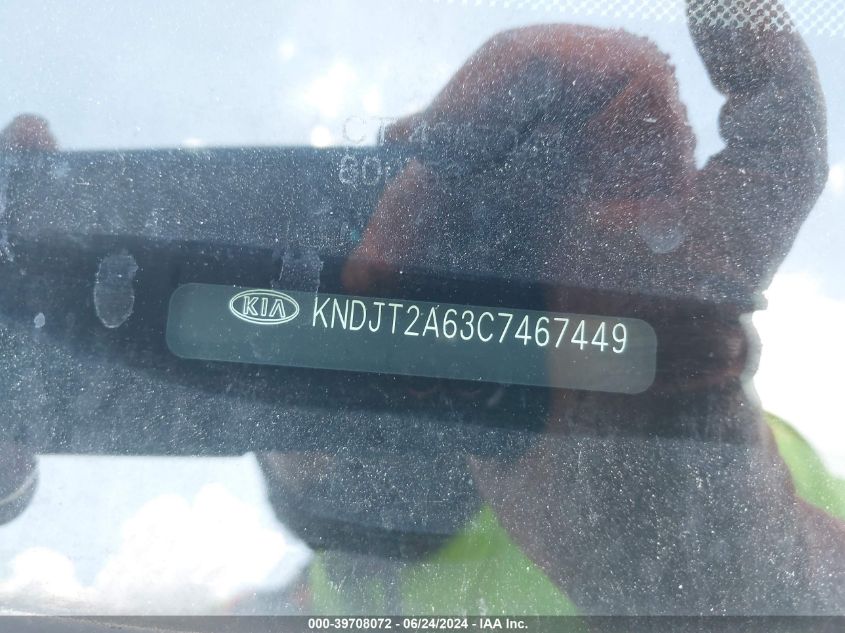 KIA KNDJT2A63C7467449
000-39708072 - 06/24/2024 - IAA Inc.